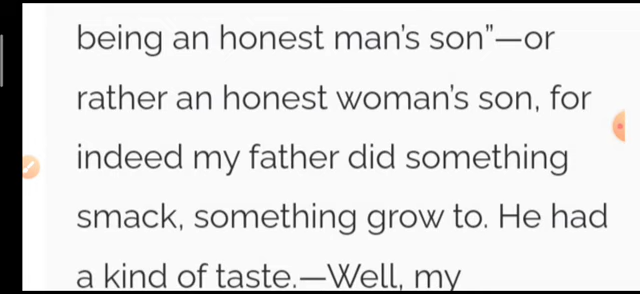 being an honest man's son”—or
rather an honest woman's son, for
indeed my father did something
smack, something grow to. He had
a kind of taste.—Well, my